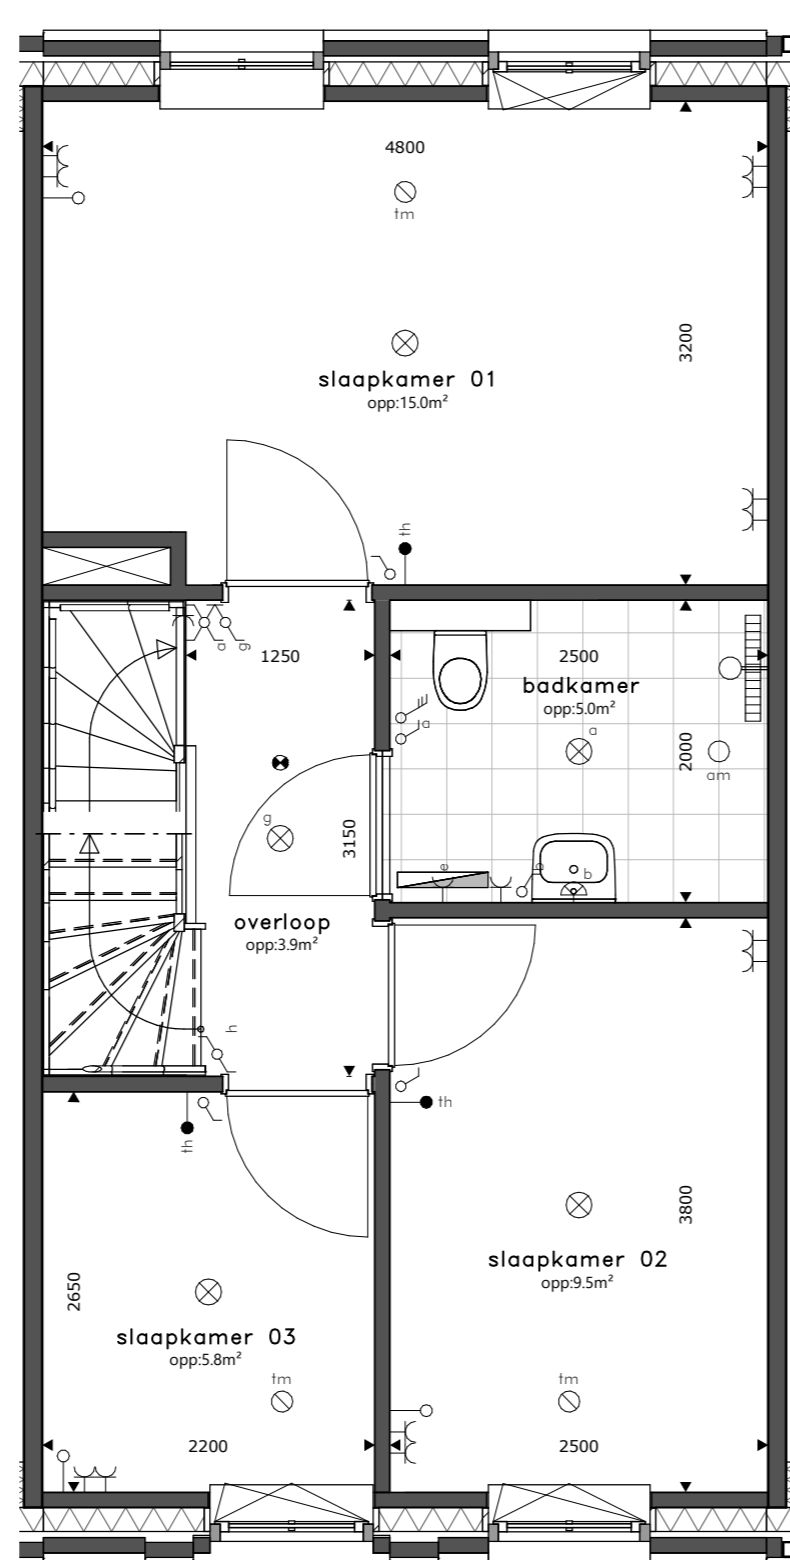 4800
tm
3200
slaapkamer 01
opp:15.0m²
th
a
g
1250
2500
badkamer
opp:5.0m²
a
a
2000
am
g
3150
e
a
b
overloop
opp:3.9m²
h
th
th
3800
slaapkamer 02
opp:9.5m²
2650
slaapkamer 03
opp:5.8m²
tm
tm
2200
2500